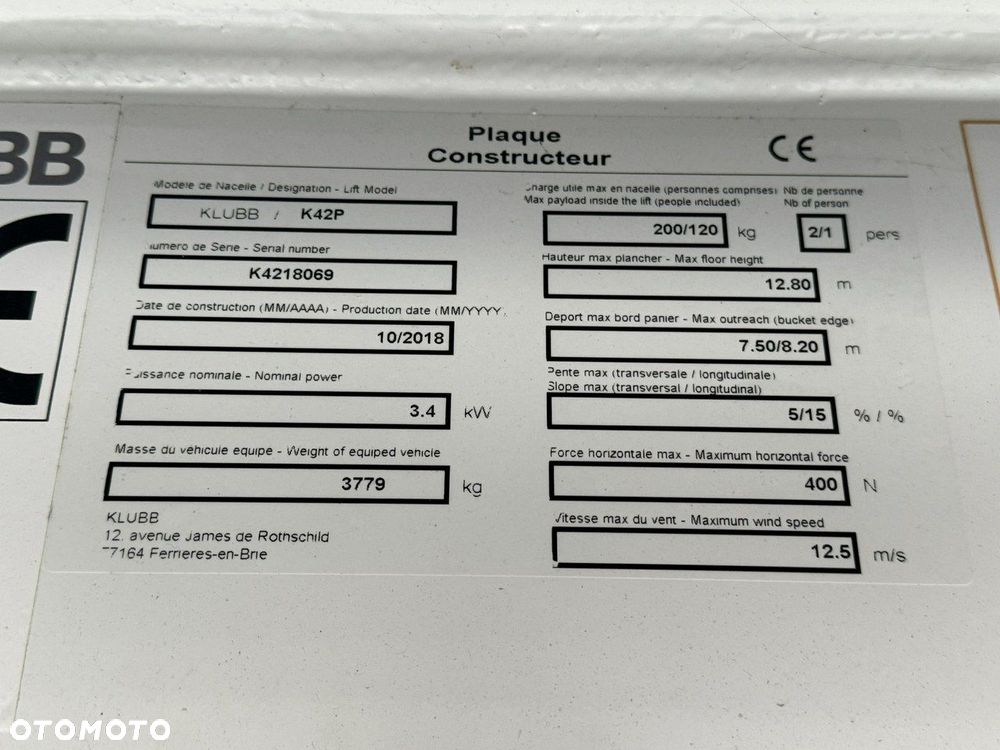 BB
Plaque
Constructeur
CE
Modèle de Nacelle / Designation - Lift Model
KLUBB / K42P
Numero de Serie - Serial number
K4218069
Date de construction (MM/AAAA) - Production date (MM/YYYY)
10/2018
Puissance nominale - Nominal power
3.4 kW
Masse du véhicule équipé - Weight of equiped vehicle
3779 kg
KLUBB
12, avenue James de Rothschild
77164 Ferrieres-en-Brie
Charge utile max en nacelle (personnes comprises)
Max payload inside the lift (people included)
200/120 kg
Nb de personne
Nb of person
2/1 pers
Hauteur max plancher - Max floor height
12.80 m
Deport max bord panier - Max outreach (bucket edge)
7.50/8.20 m
Pente max (transversale / longitudinale)
Slope max (transversal / longitudinal)
5/15 % / %
Force horizontale max - Maximum horizontal force
400 N
Vitesse max du vent - Maximum wind speed
12.5 m/s
OTOMOTO